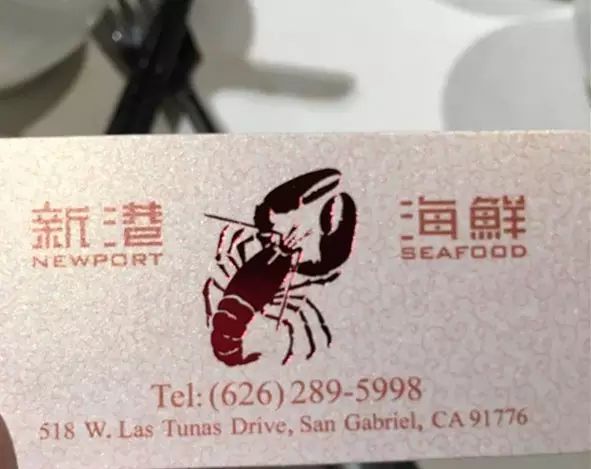 新港 海鮮
NEWPORT SEAFOOD
Tel: (626) 289-5998
518 W. Las Tunas Drive, San Gabriel, CA 91776